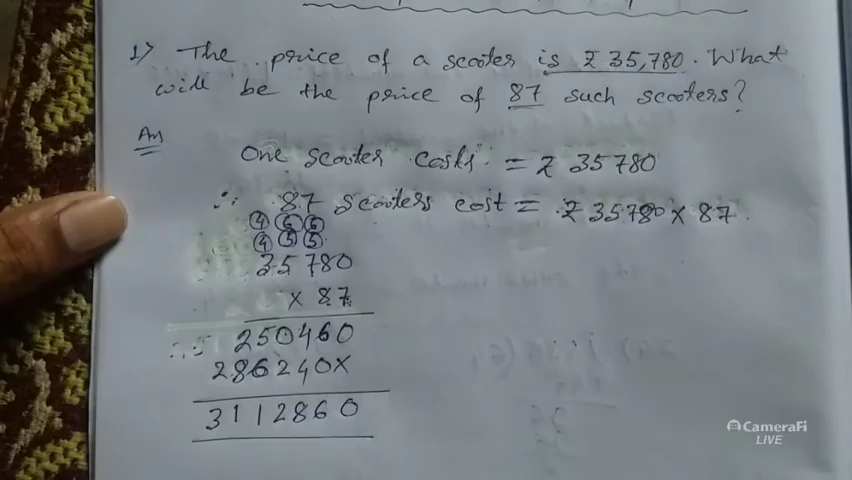 1) The price of a scooter is ₹ 35,780. What
will be the price of 87 such scooters?
Ans
One scooter costs = ₹ 35780
∴ 87 scooters cost = ₹ 35780 × 87.
4 6 6
4 5 5
35780
× 87
250460
286240×
3112860
CameraFi
LIVE